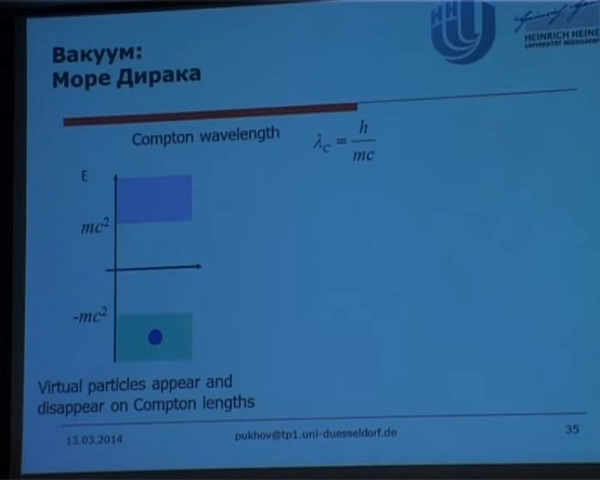 Вакуум:
Море Дирака
HEINRICH HEINE
UNIVERSITÄT DÜSSELDORF
Compton wavelength
λc = h/mc
E
mc²
-mc²
Virtual particles appear and
disappear on Compton lengths
13.03.2014
pukhov@tp1.uni-duesseldorf.de
35